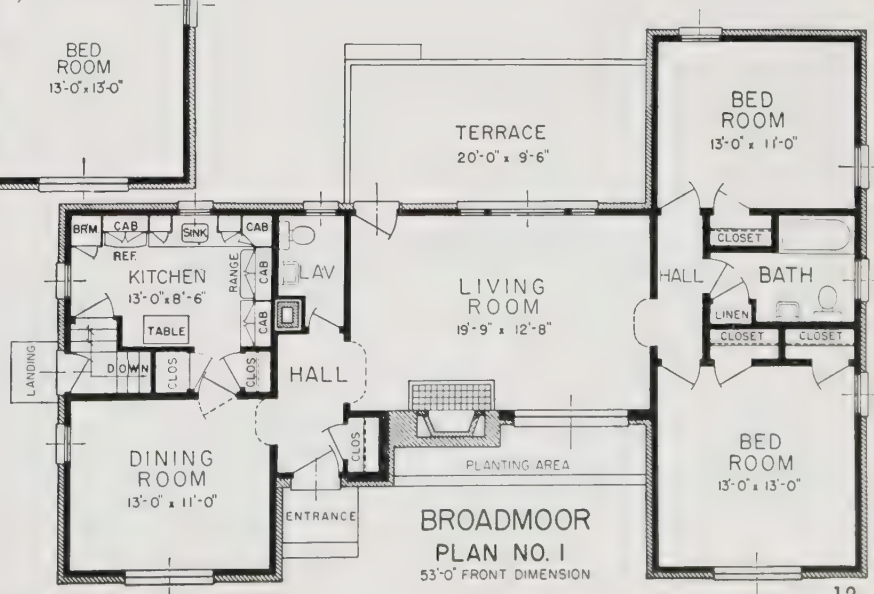 BED
ROOM
13'-0" x 13'-0"
TERRACE
20'-0" x 9'-6"
BED
ROOM
13'-0" x 11'-0"
BRM
CAB
SINK
CAB
REF.
KITCHEN
13'-0" x 8'-6"
RANGE
CAB
CAB
TABLE
LAV
LIVING
ROOM
19'-9" x 12'-8"
HALL
CLOSET
BATH
LINEN
CLOSET
CLOSET
LANDING
DOWN
CLOS
CLOS
HALL
DINING
ROOM
13'-0" x 11'-0"
CLOS
PLANTING AREA
BED
ROOM
13'-0" x 13'-0"
ENTRANCE
BROADMOOR
PLAN NO. 1
53'-0" FRONT DIMENSION